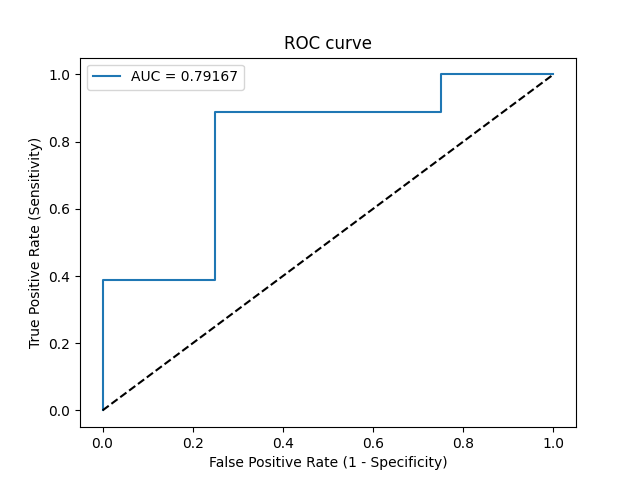 ROC curve
AUC = 0.79167
1.0
0.8
0.6
0.4
0.2
0.0
True Positive Rate (Sensitivity)
0.0 0.2 0.4 0.6 0.8 1.0
False Positive Rate (1 - Specificity)